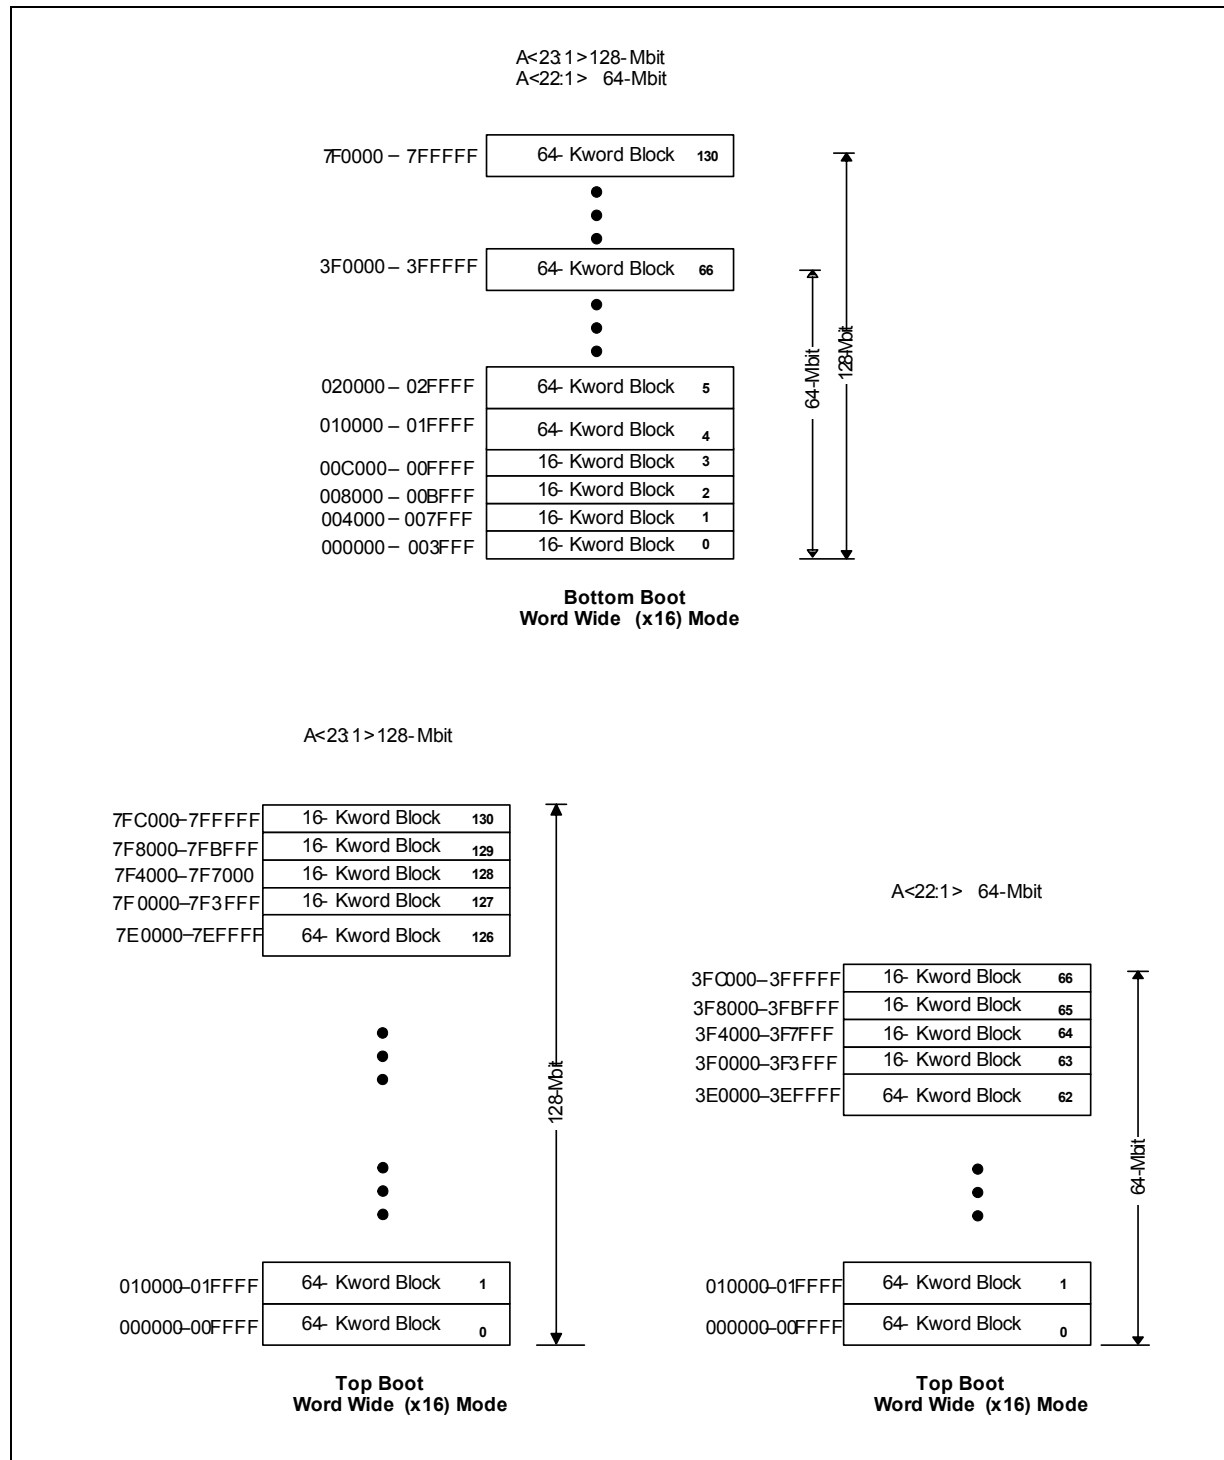 A<23:1>128-Mbit
A<22:1> 64-Mbit
7F0000 – 7FFFFF 64- Kword Block 130
3F0000 – 3FFFFF 64- Kword Block 66
020000 – 02FFFF 64- Kword Block 5
010000 – 01FFFF 64- Kword Block 4
00C000 – 00FFFF 16- Kword Block 3
008000 – 00BFFF 16- Kword Block 2
004000 – 007FFF 16- Kword Block 1
000000 – 003FFF 16- Kword Block 0
64-Mbit
128-Mbit
Bottom Boot
Word Wide (x16) Mode
A<23:1>128-Mbit
7FC000–7FFFFF 16- Kword Block 130
7F8000–7FBFFF 16- Kword Block 129
7F4000–7F7000 16- Kword Block 128
7F0000–7F3FFF 16- Kword Block 127
7E0000–7EFFFF 64- Kword Block 126
010000–01FFFF 64- Kword Block 1
000000–00FFFF 64- Kword Block 0
128-Mbit
Top Boot
Word Wide (x16) Mode
A<22:1> 64-Mbit
3FC000–3FFFFF 16- Kword Block 66
3F8000–3FBFFF 16- Kword Block 65
3F4000–3F7FFF 16- Kword Block 64
3F0000–3F3FFF 16- Kword Block 63
3E0000–3EFFFF 64- Kword Block 62
010000–01FFFF 64- Kword Block 1
000000–00FFFF 64- Kword Block 0
64-Mbit
Top Boot
Word Wide (x16) Mode